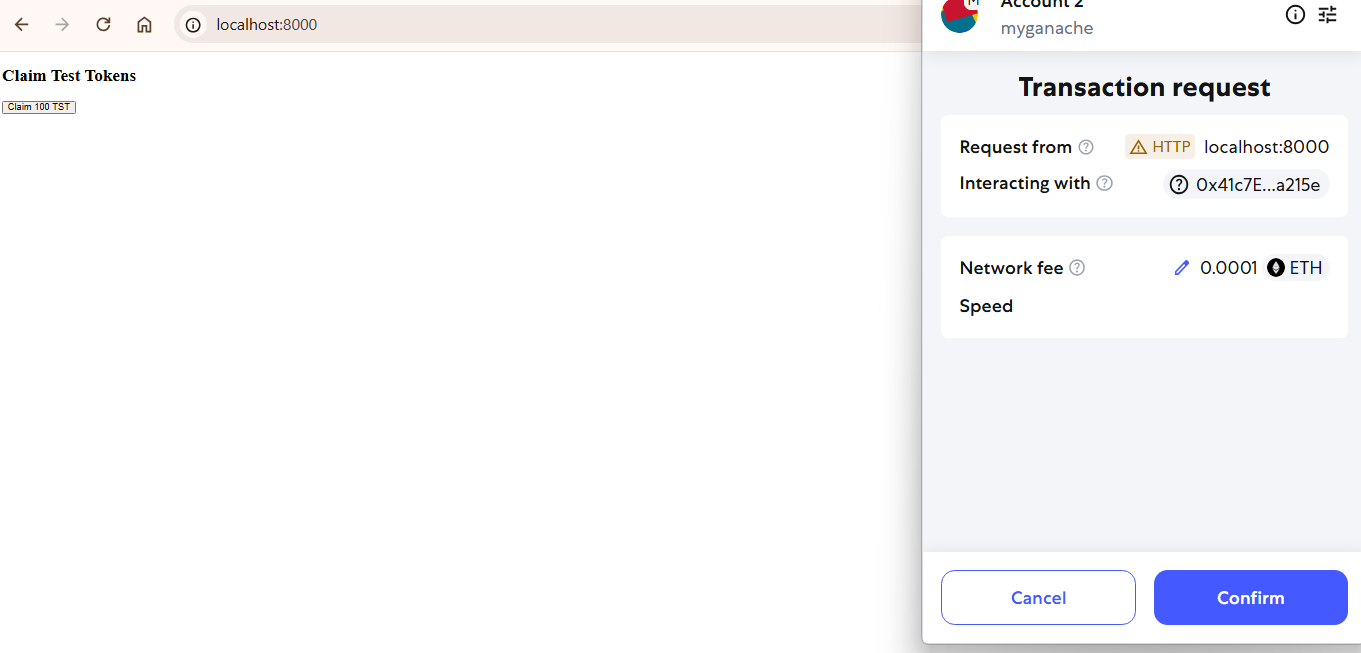 localhost:8000
Claim Test Tokens
Claim 100 TST
Account 2
myganache
Transaction request
Request from HTTP localhost:8000
Interacting with 0x41c7E...a215e
Network fee 0.0001 ETH
Speed
Cancel Confirm